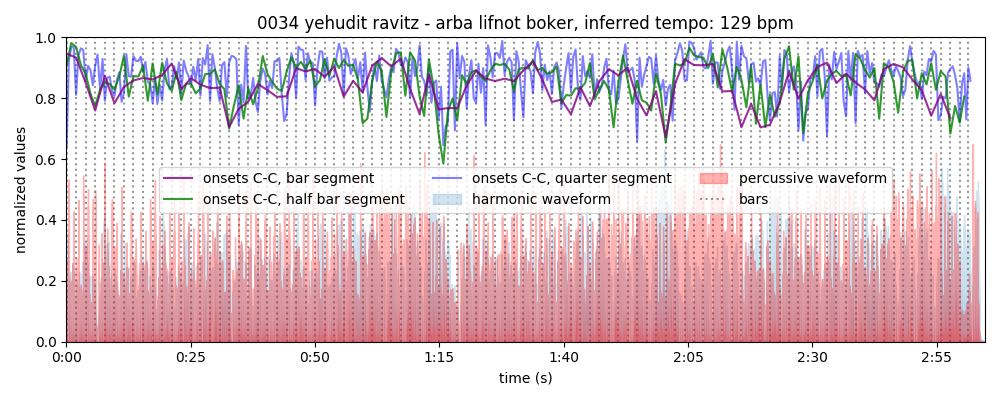 0034 yehudit ravitz - arba lifnot boker, inferred tempo: 129 bpm
normalized values
1.0
0.8
0.6
0.4
0.2
0.0
onsets C-C, bar segment
onsets C-C, half bar segment
onsets C-C, quarter segment
harmonic waveform
percussive waveform
bars
0:00 0:25 0:50 1:15 1:40 2:05 2:30 2:55
time (s)